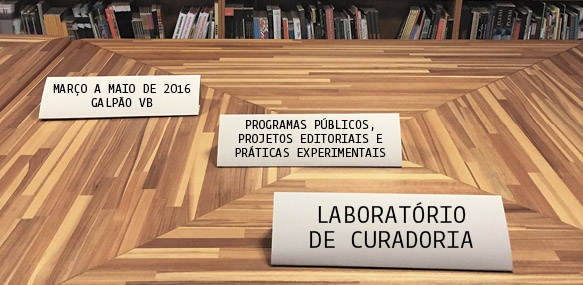 MARÇO A MAIO DE 2016
GALPÃO VB
PROGRAMAS PÚBLICOS,
PROJETOS EDITORIAIS E
PRÁTICAS EXPERIMENTAIS
LABORATÓRIO
DE CURADORIA